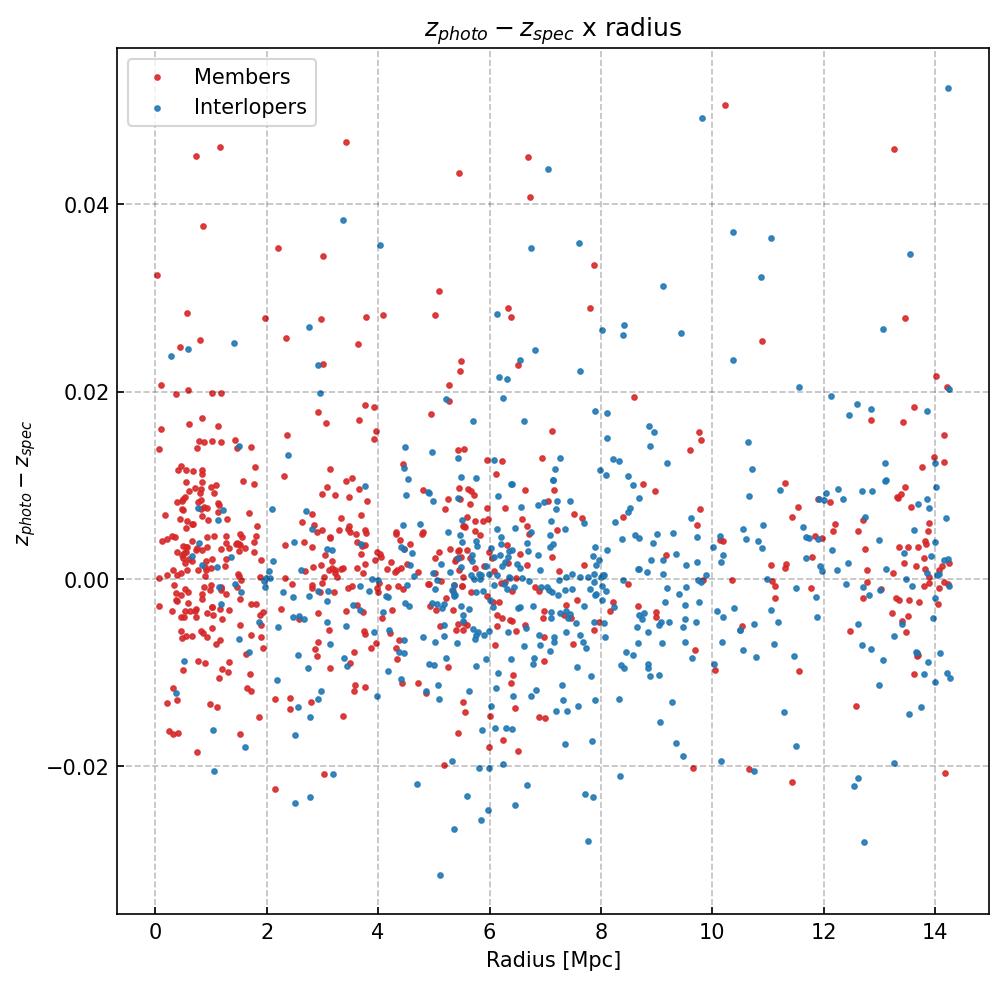 z_photo − z_spec x radius
Members
Interlopers
z_photo − z_spec
0.04
0.02
0.00
−0.02
0 2 4 6 8 10 12 14
Radius [Mpc]